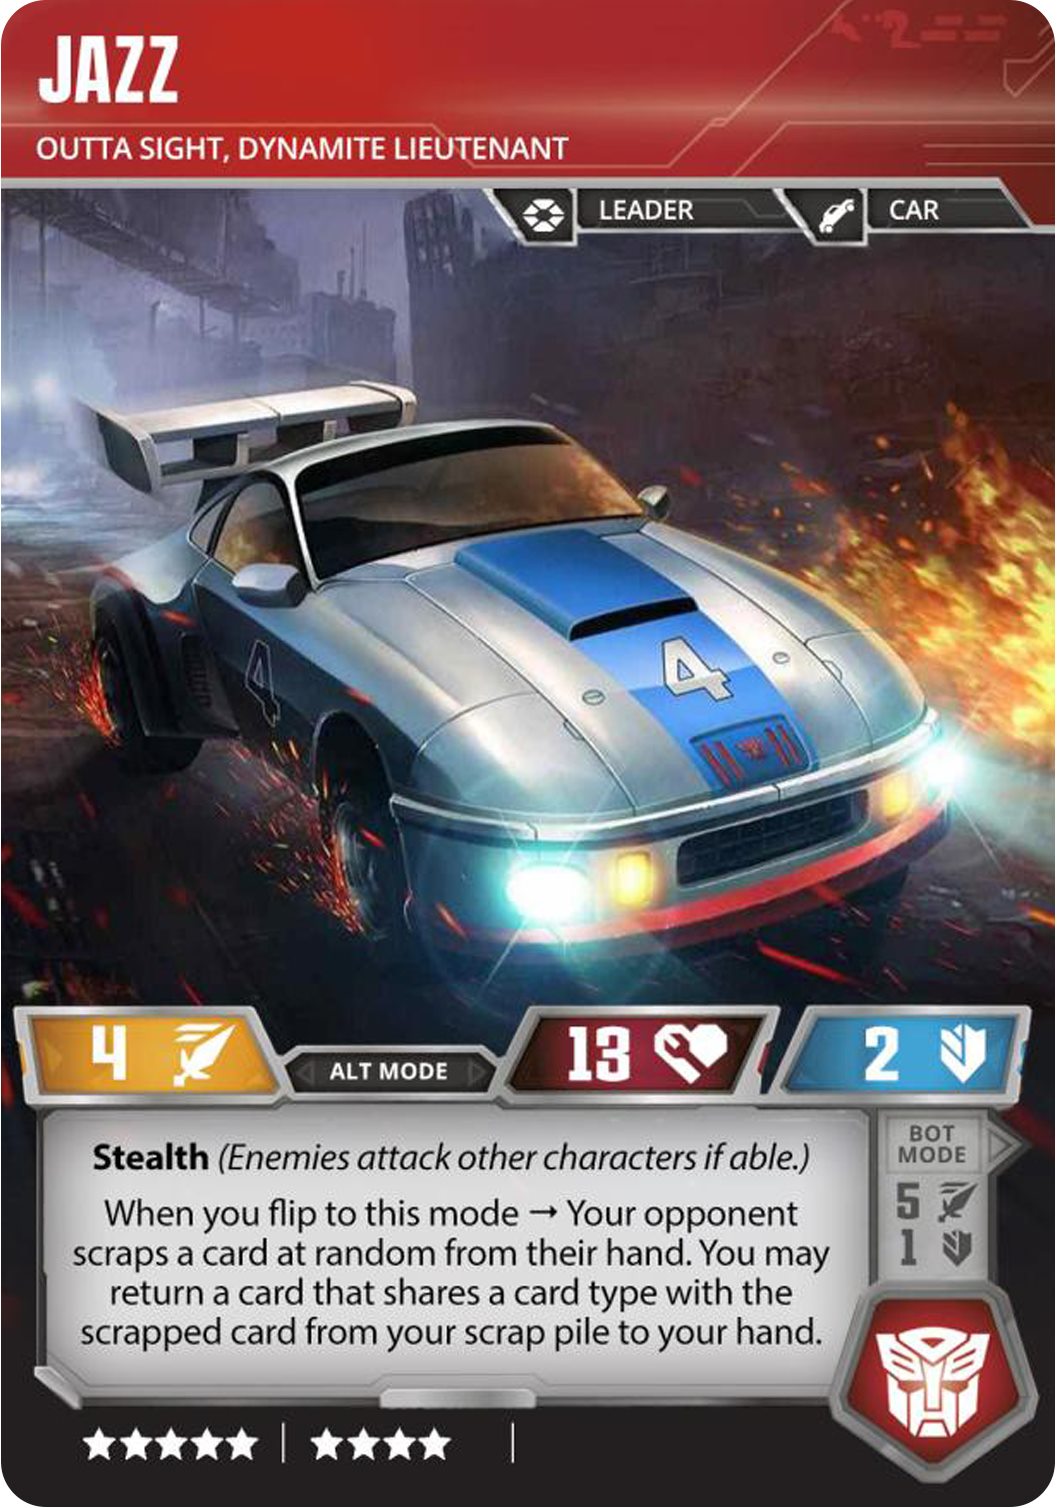 JAZZ
OUTTA SIGHT, DYNAMITE LIEUTENANT
LEADER
CAR
4
4
4
ALT MODE
13
2
Stealth (Enemies attack other characters if able.)
When you flip to this mode → Your opponent
scraps a card at random from their hand. You may
return a card that shares a card type with the
scrapped card from your scrap pile to your hand.
BOT
MODE
5
1